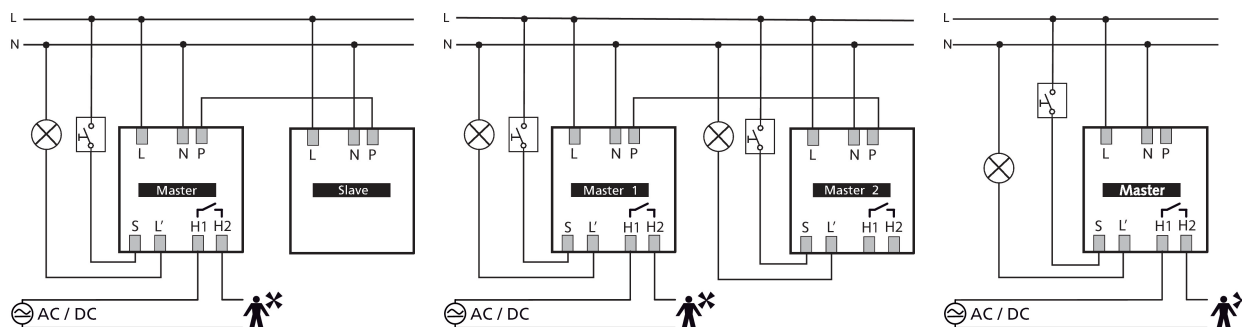 L
N
L N P L N P
Master Slave
S L' H1 H2
AC / DC
L
N
L N P L N P
Master 1 Master 2
S L' H1 H2 S L' H1 H2
AC / DC
L
N
L N P
Master
S L' H1 H2
AC / DC